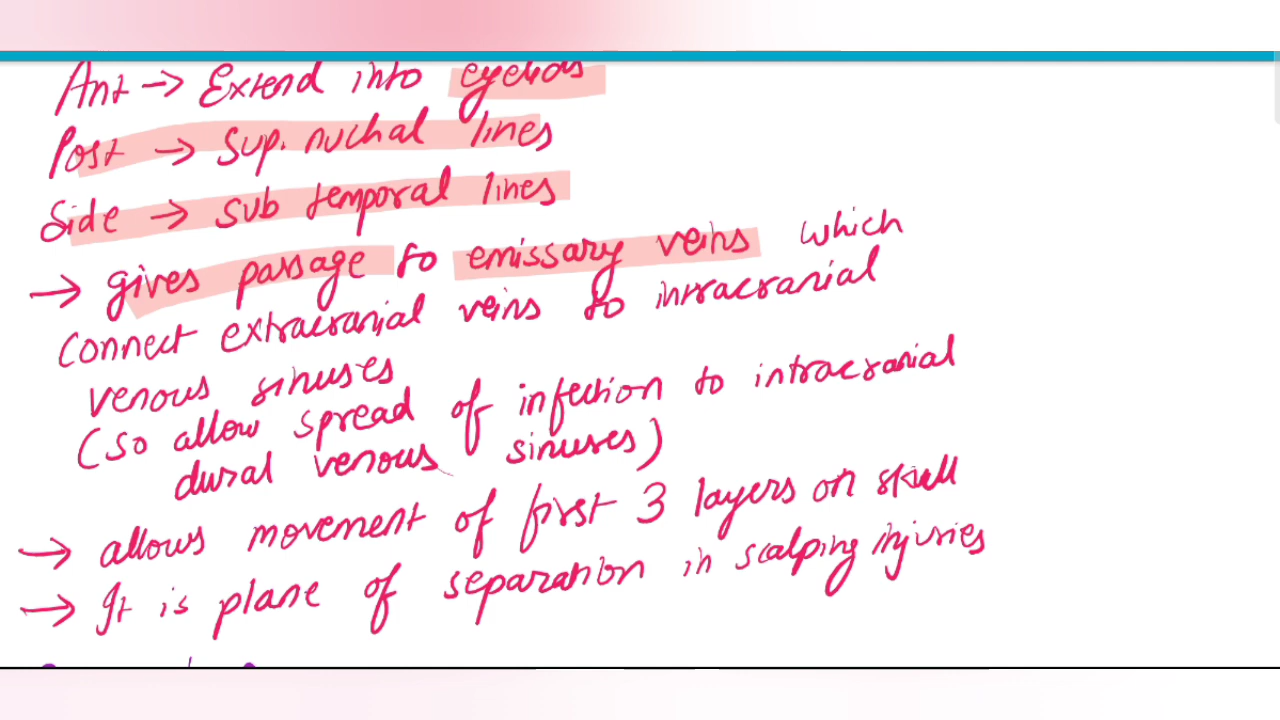 Ant → Extend into eyelids
Post → Sup. nuchal lines
Side → Sub temporal lines
→ gives passage to emissary veins which
connect extracranial veins to intracranial
venous sinuses
(so allow spread of infection to intracranial
dural venous sinuses)
→ allows movement of first 3 layers on skull
→ It is plane of separation in scalping injuries